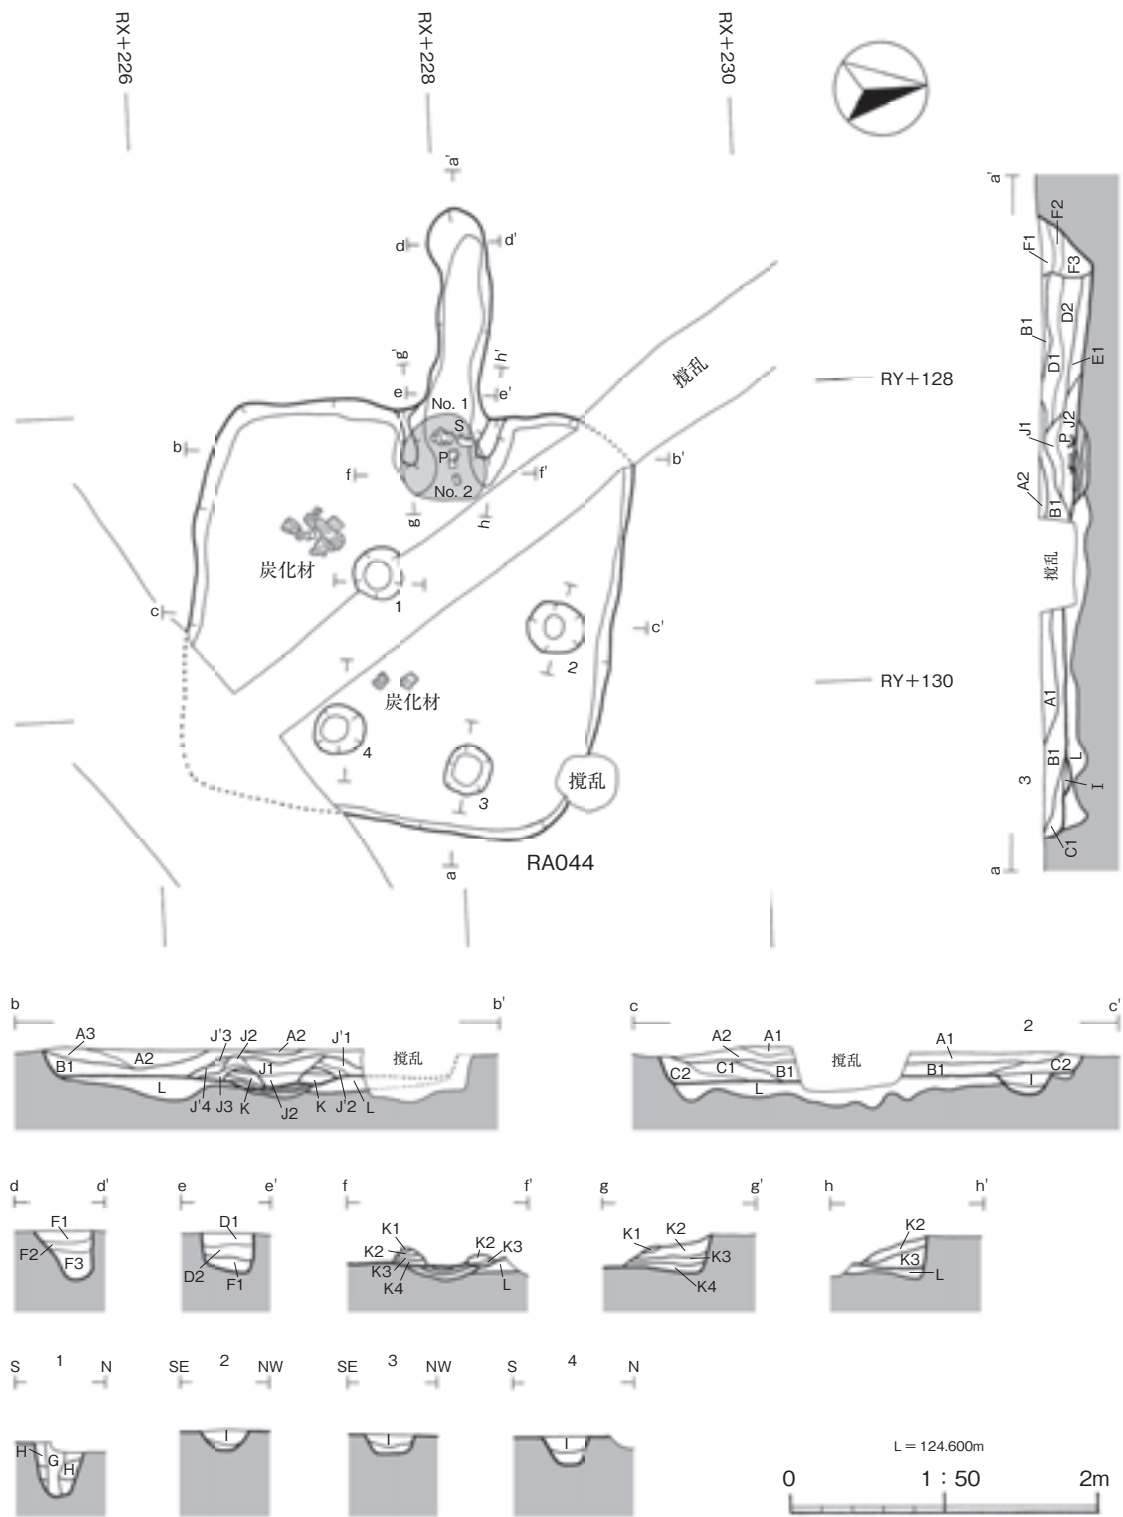 RX+226
RX+228
RX+230
a'
d
d'
g'
h'
e
e'
No. 1
S
P
No. 2
b
b'
f
f'
g
h
撹乱
RY+128
炭化材
1
c
c'
2
炭化材
RY+130
4
3
撹乱
a
RA044
a'
F1
F2
F3
B1
D1
D2
E1
J1
P
J2
A2
B1
撹乱
A1
B1
L
I
3
C1
a
b
b'
A3
A2
J'3
J2
A2
J'1
撹乱
B1
L
J1
J'4
J3
K
J2
K
J'2
L
c
c'
2
A2
A1
撹乱
A1
C2
C1
B1
L
B1
I
C2
d
d'
F1
F2
F3
e
e'
D1
D2
F1
f
f'
K1
K2
K3
K4
K2
K3
L
g
g'
K1
K2
K3
K4
h
h'
K2
K3
L
S 1 N
H
G
H
SE 2 NW
I
SE 3 NW
I
S 4 N
I
L = 124.600m
0 1：50 2m